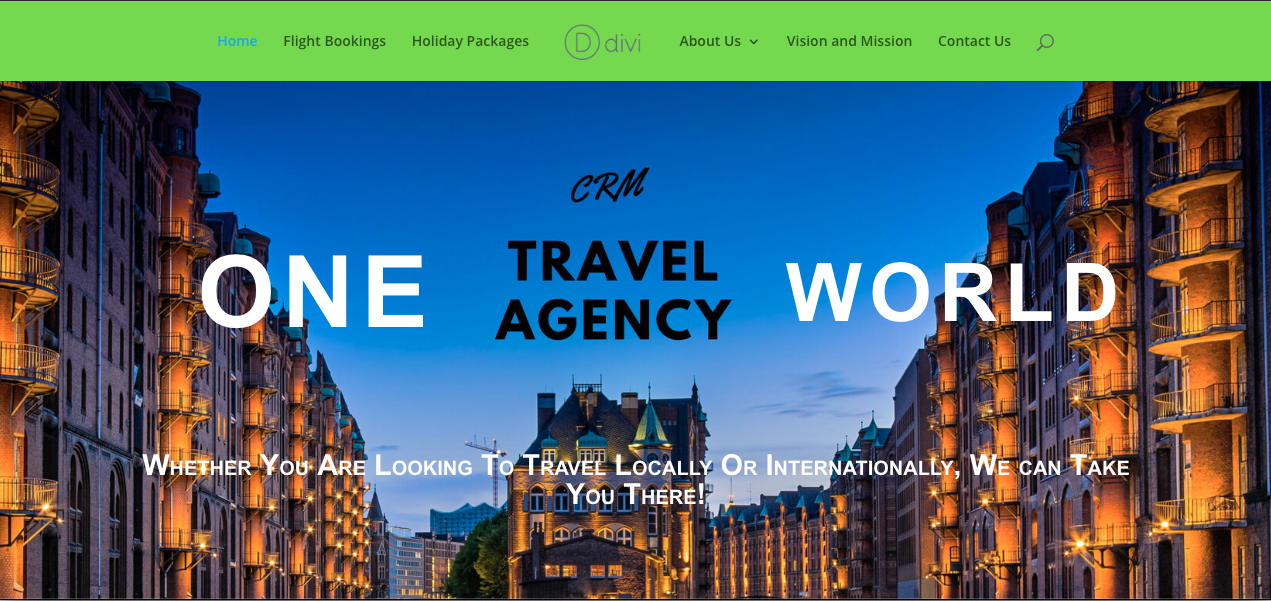 Home Flight Bookings Holiday Packages D divi About Us Vision and Mission Contact Us
CRM
ONE TRAVEL AGENCY WORLD
Whether You Are Looking To Travel Locally Or Internationally, We can Take
You There!